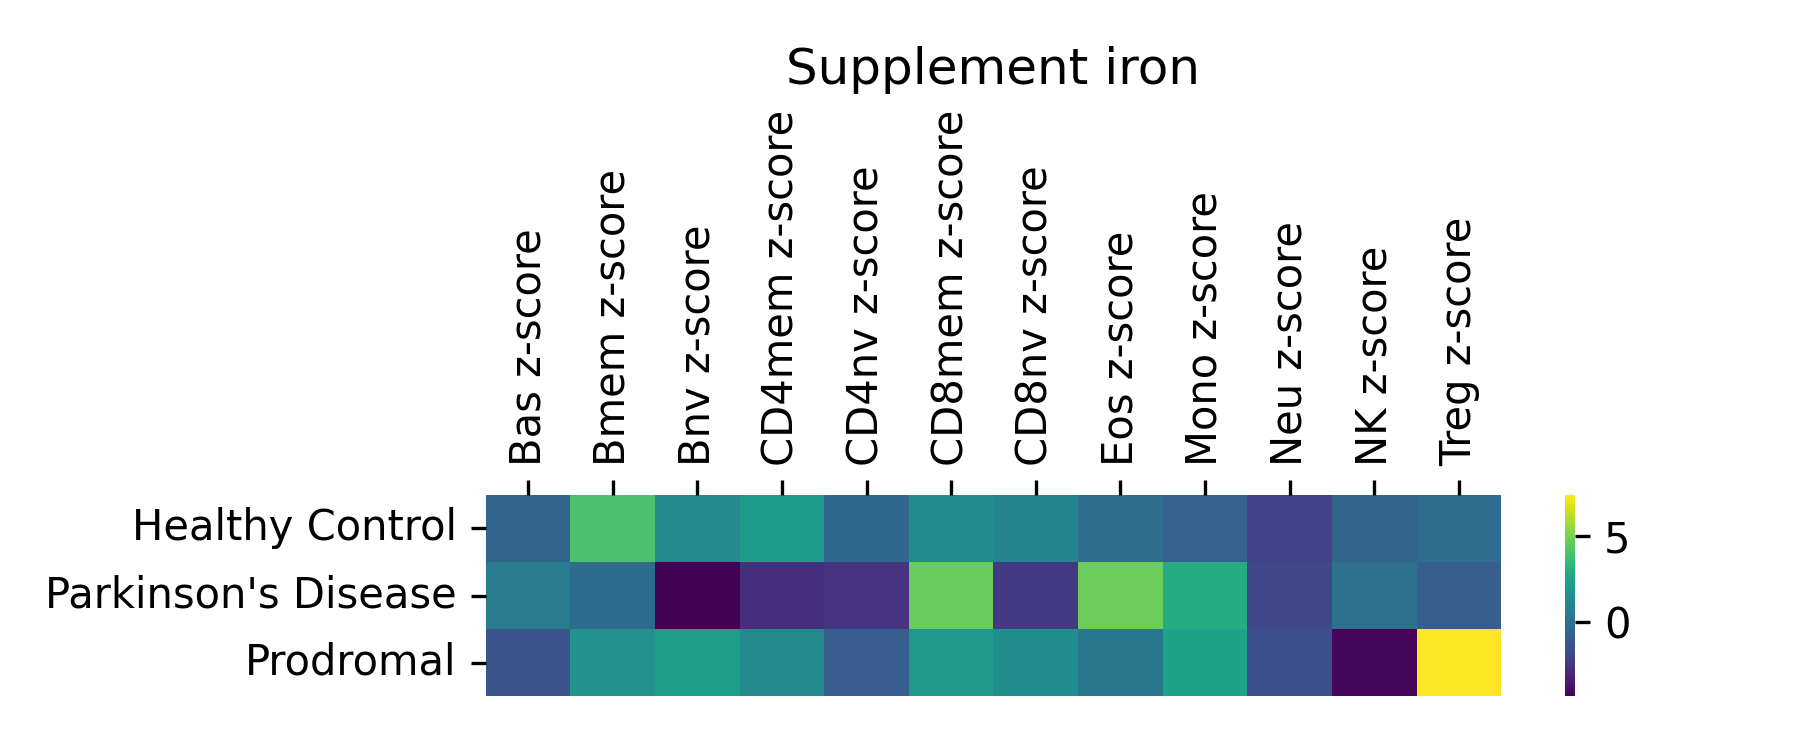 Supplement iron
Bas z-score
Bmem z-score
Bnv z-score
CD4mem z-score
CD4nv z-score
CD8mem z-score
CD8nv z-score
Eos z-score
Mono z-score
Neu z-score
NK z-score
Treg z-score
Healthy Control
Parkinson's Disease
Prodromal
5
0